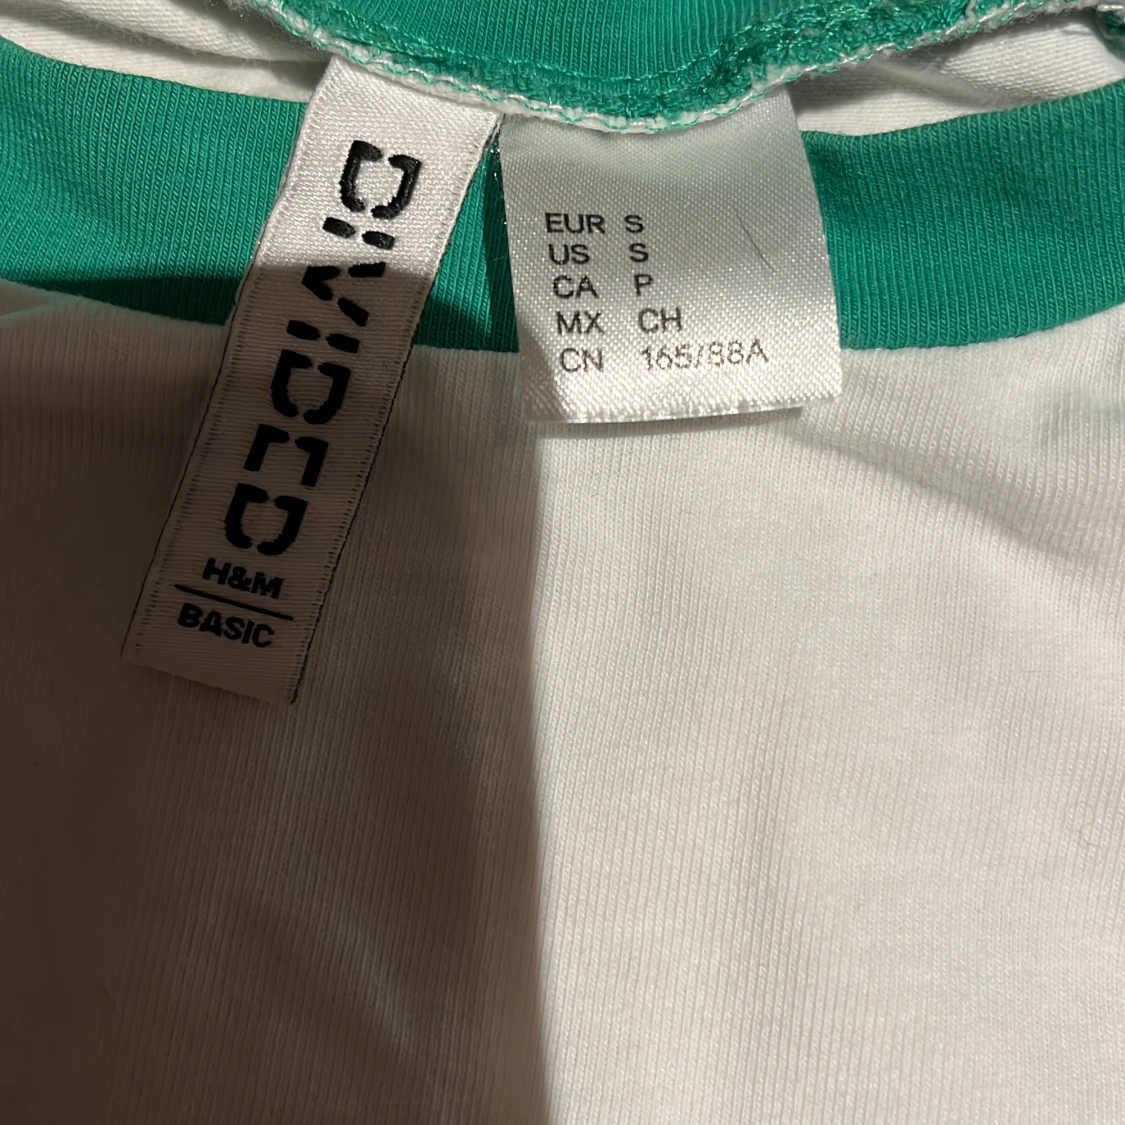 DIVIDED
H&M
BASIC
EUR S
US S
CA P
MX CH
CN 165/88A